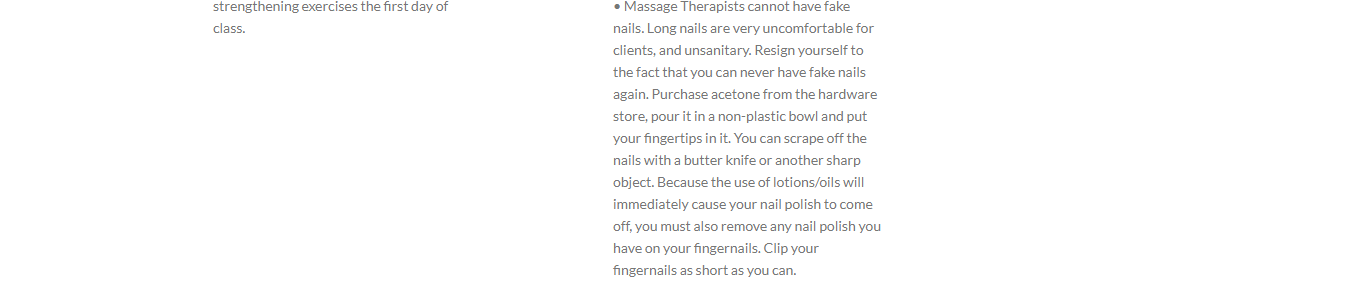 strengthening exercises the first day of
class.
• Massage Therapists cannot have fake
nails. Long nails are very uncomfortable for
clients, and unsanitary. Resign yourself to
the fact that you can never have fake nails
again. Purchase acetone from the hardware
store, pour it in a non-plastic bowl and put
your fingertips in it. You can scrape off the
nails with a butter knife or another sharp
object. Because the use of lotions/oils will
immediately cause your nail polish to come
off, you must also remove any nail polish you
have on your fingernails. Clip your
fingernails as short as you can.